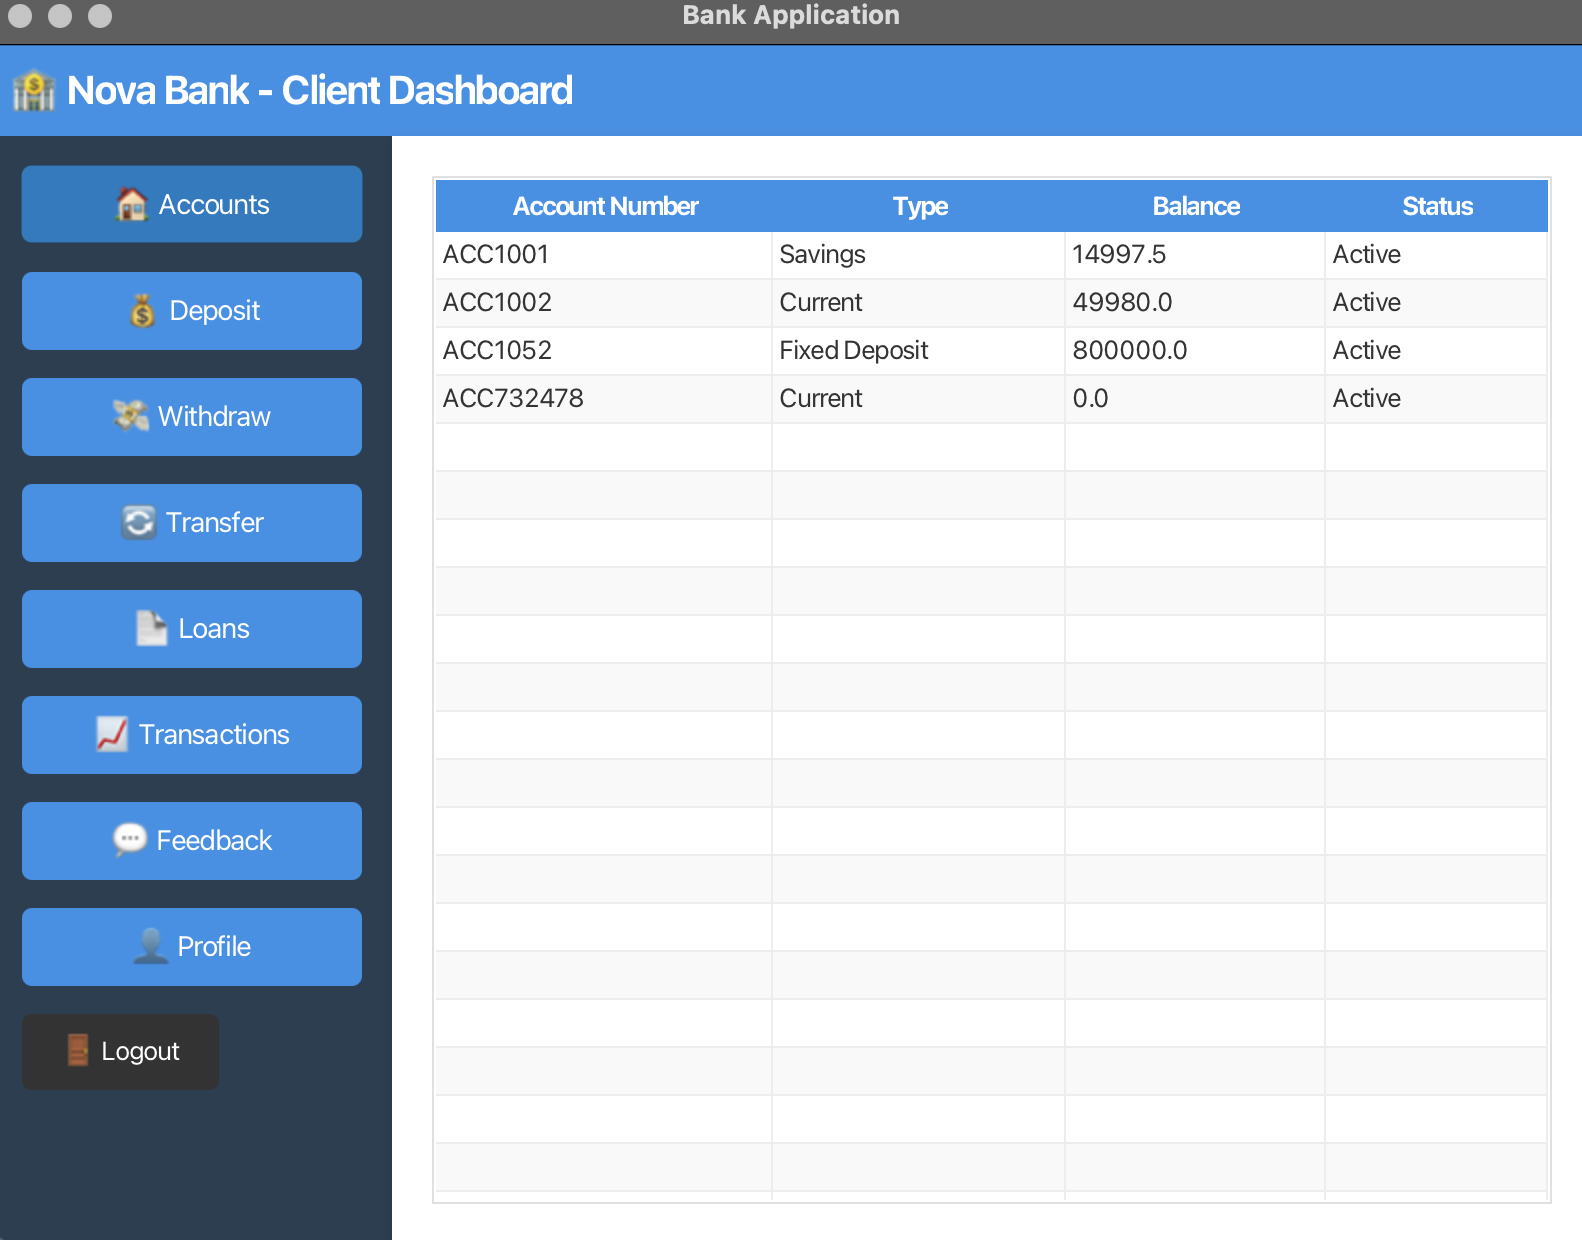 Bank Application
Nova Bank - Client Dashboard
Accounts
Deposit
Withdraw
Transfer
Loans
Transactions
Feedback
Profile
Logout
Account Number Type Balance Status
ACC1001 Savings 14997.5 Active
ACC1002 Current 49980.0 Active
ACC1052 Fixed Deposit 800000.0 Active
ACC732478 Current 0.0 Active